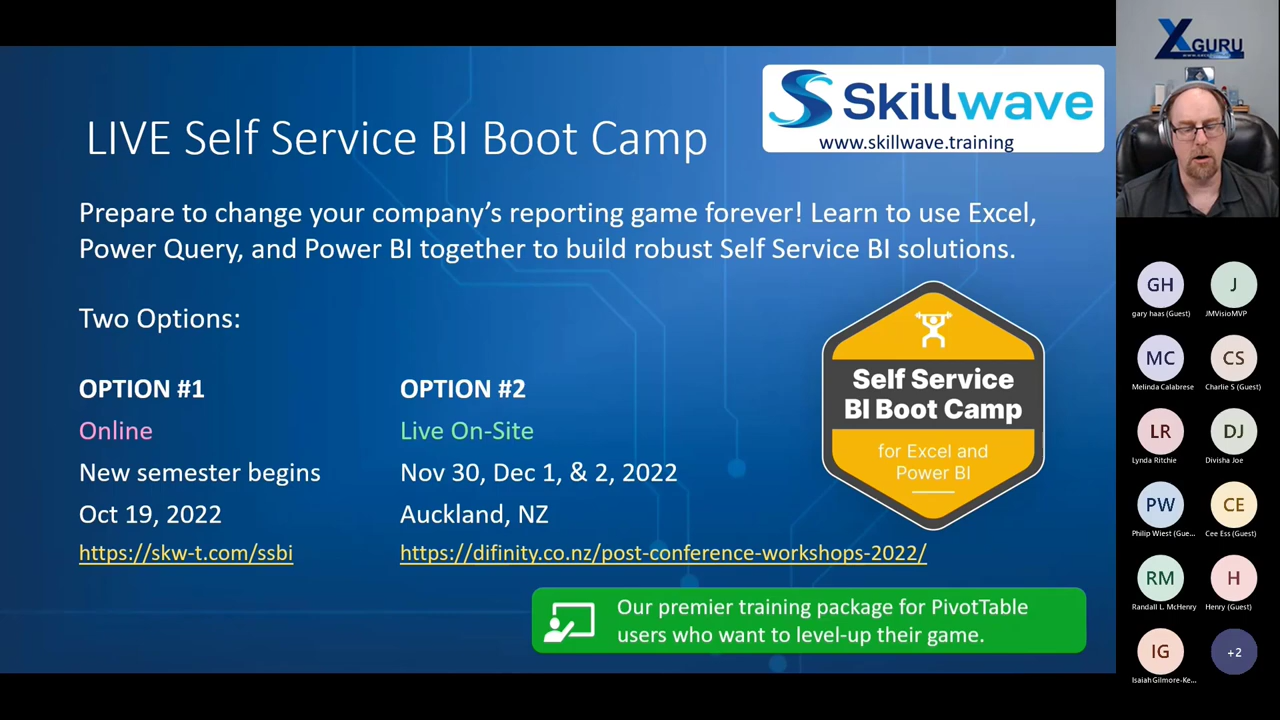 LIVE Self Service BI Boot Camp
Skillwave
www.skillwave.training
Prepare to change your company's reporting game forever! Learn to use Excel,
Power Query, and Power BI together to build robust Self Service BI solutions.
Two Options:
OPTION #1
Online
New semester begins
Oct 19, 2022
https://skw-t.com/ssbi
OPTION #2
Live On-Site
Nov 30, Dec 1, & 2, 2022
Auckland, NZ
https://difinity.co.nz/post-conference-workshops-2022/
Self Service
BI Boot Camp
for Excel and
Power BI
Our premier training package for PivotTable
users who want to level-up their game.
X GURU
GH
gary haas (Guest)
J
JMVisioMVP
MC
Melinda Calabrese
CS
Charlie S (Guest)
LR
Lynda Ritchie
DJ
Divisha Joe
PW
Philip Wiest (Gue...
CE
Cee Ess (Guest)
RM
Randall L. McHenry
H
Henry (Guest)
IG
Isaiah Gilmore-Ke...
+2